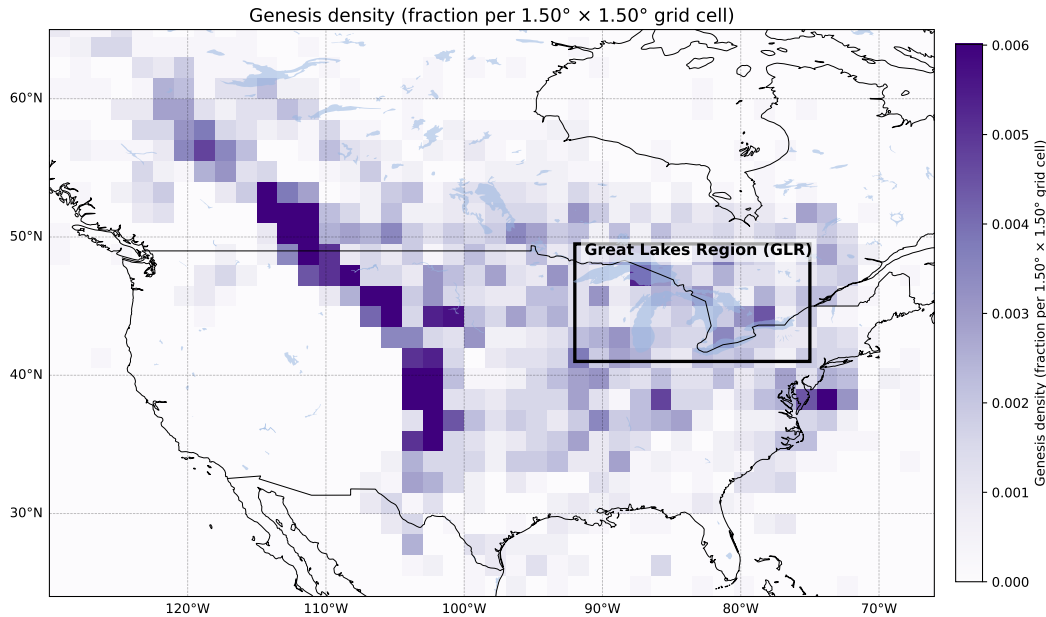 Genesis density (fraction per 1.50° × 1.50° grid cell)
60°N
50°N
40°N
30°N
120°W
110°W
100°W
90°W
80°W
70°W
Great Lakes Region (GLR)
0.006
0.005
0.004
0.003
0.002
0.001
0.000
Genesis density (fraction per 1.50° × 1.50° grid cell)